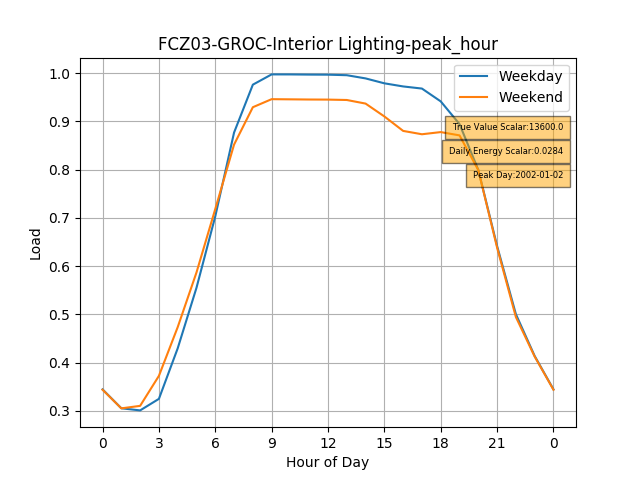 FCZ03-GROC-Interior Lighting-peak_hour
Weekday
Weekend
True Value Scalar:13600.0
Daily Energy Scalar:0.0284
Peak Day:2002-01-02
Load
1.0
0.9
0.8
0.7
0.6
0.5
0.4
0.3
0 3 6 9 12 15 18 21 0
Hour of Day